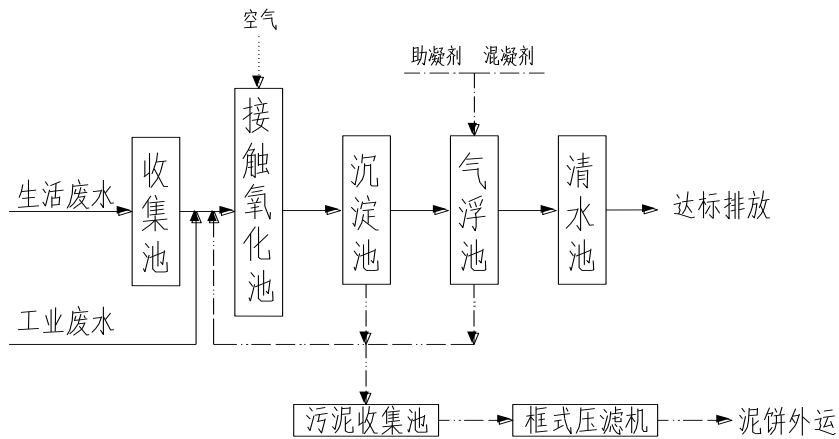 空气
助凝剂 混凝剂
生活废水
收集池
接触氧化池
沉淀池
气浮池
清水池
达标排放
工业废水
污泥收集池
框式压滤机
泥饼外运